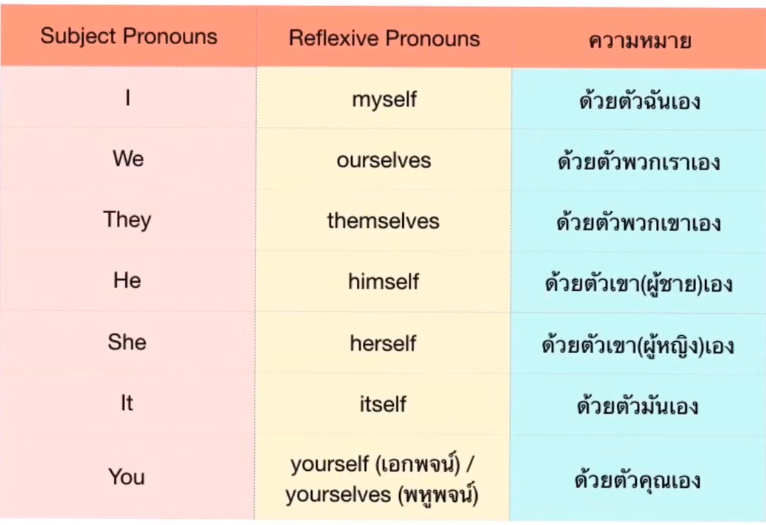 Subject Pronouns Reflexive Pronouns ความหมาย
I myself ด้วยตัวฉันเอง
We ourselves ด้วยตัวพวกเราเอง
They themselves ด้วยตัวพวกเขาเอง
He himself ด้วยตัวเขา(ผู้ชาย)เอง
She herself ด้วยตัวเขา(ผู้หญิง)เอง
It itself ด้วยตัวมันเอง
You yourself (เอกพจน์) / ด้วยตัวคุณเอง
yourselves (พหูพจน์)